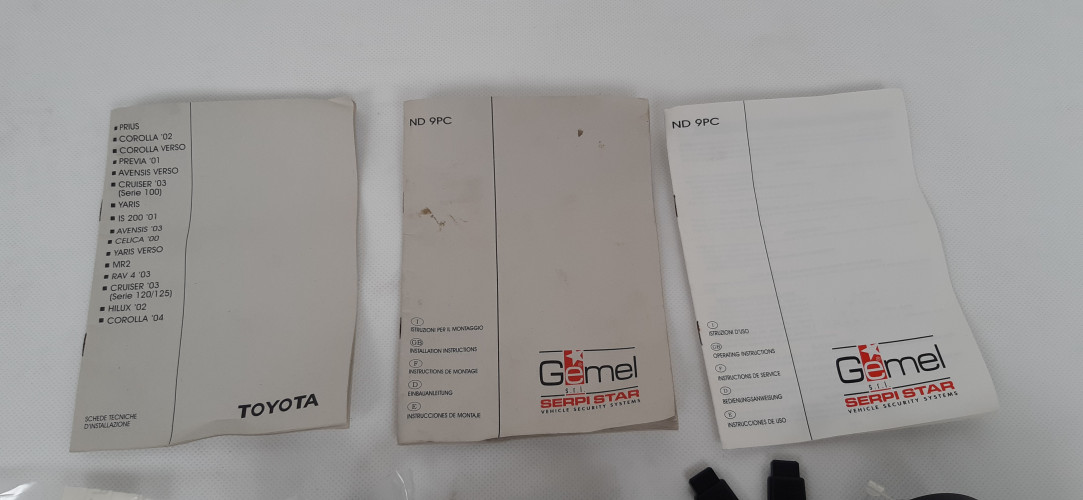 PRIUS
COROLLA '02
COROLLA VERSO
PREVIA '01
AVENSIS VERSO
CRUISER '03
(Serie 100)
YARIS
IS 200 '01
AVENSIS '03
CELICA '00
YARIS VERSO
MR2
RAV 4 '03
CRUISER '03
(Serie 120/125)
HILUX '02
COROLLA '04
SCHEDE TECNICHE
D'INSTALLAZIONE
TOYOTA
ND 9PC
I
ISTRUZIONI PER IL MONTAGGIO
GB
INSTALLATION INSTRUCTIONS
F
INSTRUCTIONS DE MONTAGE
D
EINBAUANLEITUNG
E
INSTRUCCIONES DE MONTAJE
Gemel
s.r.l.
SERPI STAR
VEHICLE SECURITY SYSTEMS
ND 9PC
I
ISTRUZIONI D'USO
GB
OPERATING INSTRUCTIONS
F
INSTRUCTIONS DE SERVICE
D
BEDIENUNGSANWEISUNG
E
INSTRUCCIONES DE USO
Gemel
s.r.l.
SERPI STAR
VEHICLE SECURITY SYSTEMS